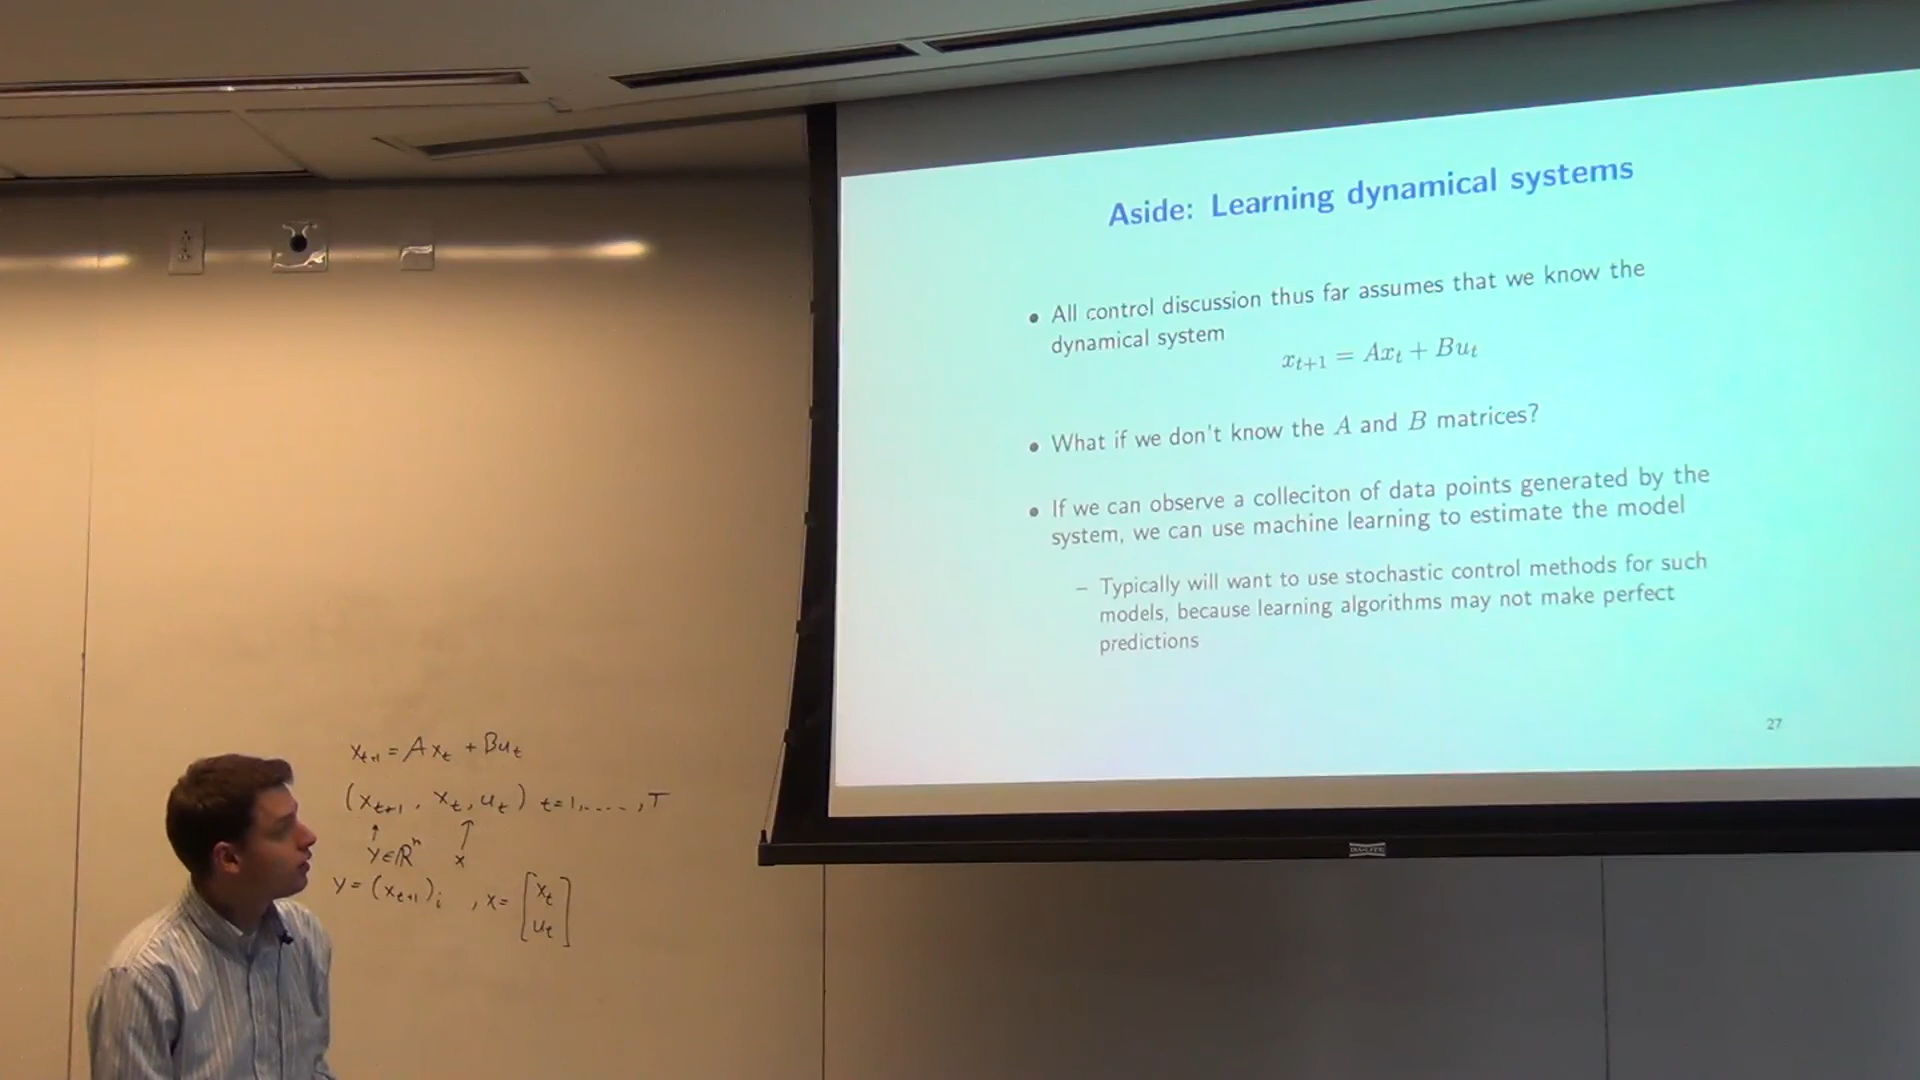 Aside: Learning dynamical systems
• All control discussion thus far assumes that we know the
dynamical system
xₜ₊₁ = Axₜ + Buₜ
• What if we don't know the A and B matrices?
• If we can observe a colleciton of data points generated by the
system, we can use machine learning to estimate the model
– Typically will want to use stochastic control methods for such
models, because learning algorithms may not make perfect
predictions
27
xₜ₊₁ = Axₜ + Buₜ
(xₜ₊₁, xₜ, uₜ) t=1,.....,T
↑ ↑
y∈ℝⁿ x
y = (xₜ₊₁)ᵢ , x = [xₜ
uₜ]
DA-LITE